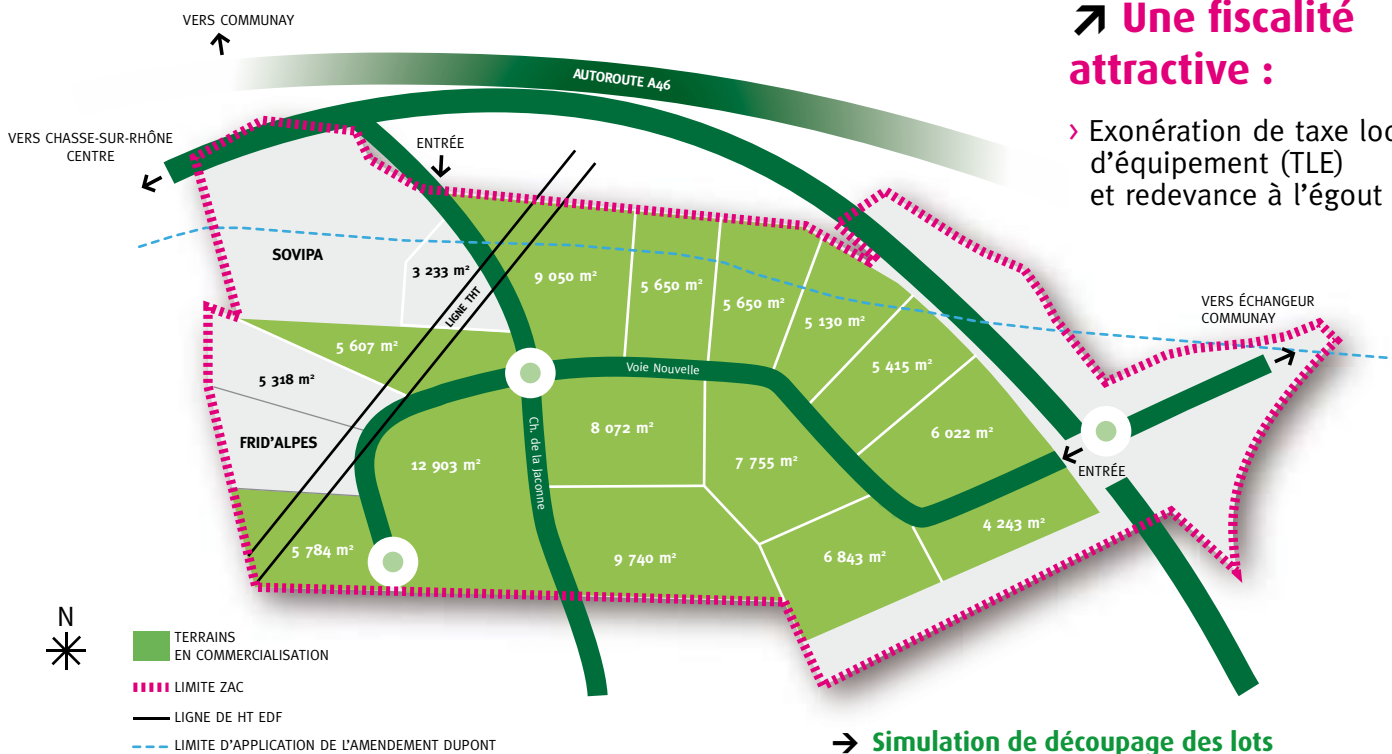 VERS COMMUNAY
↗ Une fiscalité
attractive :
› Exonération de taxe loc
d’équipement (TLE)
et redevance à l’égout
AUTOROUTE A46
VERS CHASSE-SUR-RHÔNE
CENTRE
ENTRÉE
SOVIPA
3 233 m²
LIGNE THT
9 050 m²
5 650 m²
5 650 m²
5 130 m²
VERS ÉCHANGEUR
COMMUNAY
5 607 m²
5 318 m²
Voie Nouvelle
5 415 m²
FRID’ALPES
12 903 m²
Ch. de la Jaconne
8 072 m²
7 755 m²
6 022 m²
ENTRÉE
5 784 m²
9 740 m²
6 843 m²
4 243 m²
N
TERRAINS
EN COMMERCIALISATION
LIMITE ZAC
LIGNE DE HT EDF
LIMITE D’APPLICATION DE L’AMENDEMENT DUPONT
→ Simulation de découpage des lots